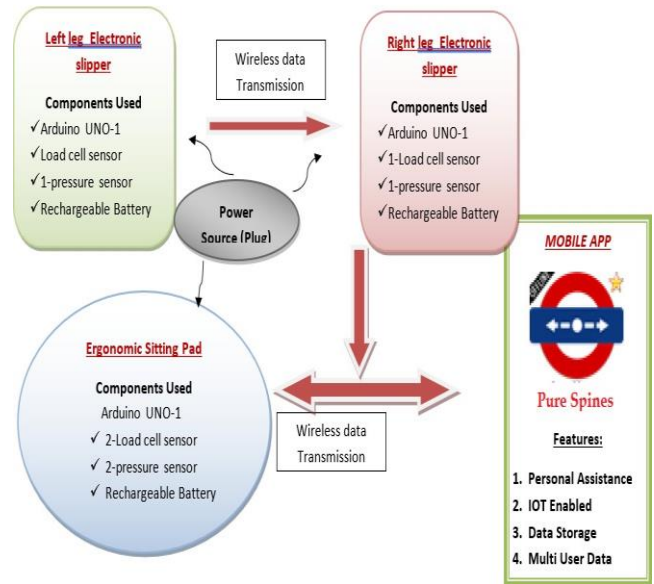 Left leg Electronic
slipper
Components Used
✓Arduino UNO-1
✓Load cell sensor
✓1-pressure sensor
✓Rechargeable Battery
Wireless data
Transmission
Right leg Electronic
slipper
Components Used
✓Arduino UNO-1
✓1-Load cell sensor
✓1-pressure sensor
✓Rechargeable Battery
Power
Source (Plug)
Ergonomic Sitting Pad
Components Used
Arduino UNO-1
✓ 2-Load cell sensor
✓ 2-pressure sensor
✓ Rechargeable Battery
Wireless data
Transmission
MOBILE APP
Pure Spines
Features:
1. Personal Assistance
2. IOT Enabled
3. Data Storage
4. Multi User Data